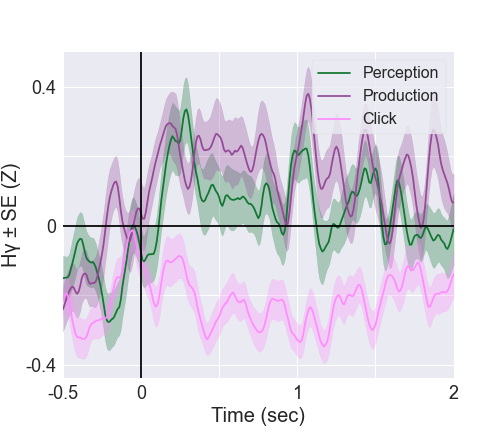 Perception
Production
Click
0.4
0
-0.4
Hγ ± SE (Z)
-0.5
0
1
2
Time (sec)